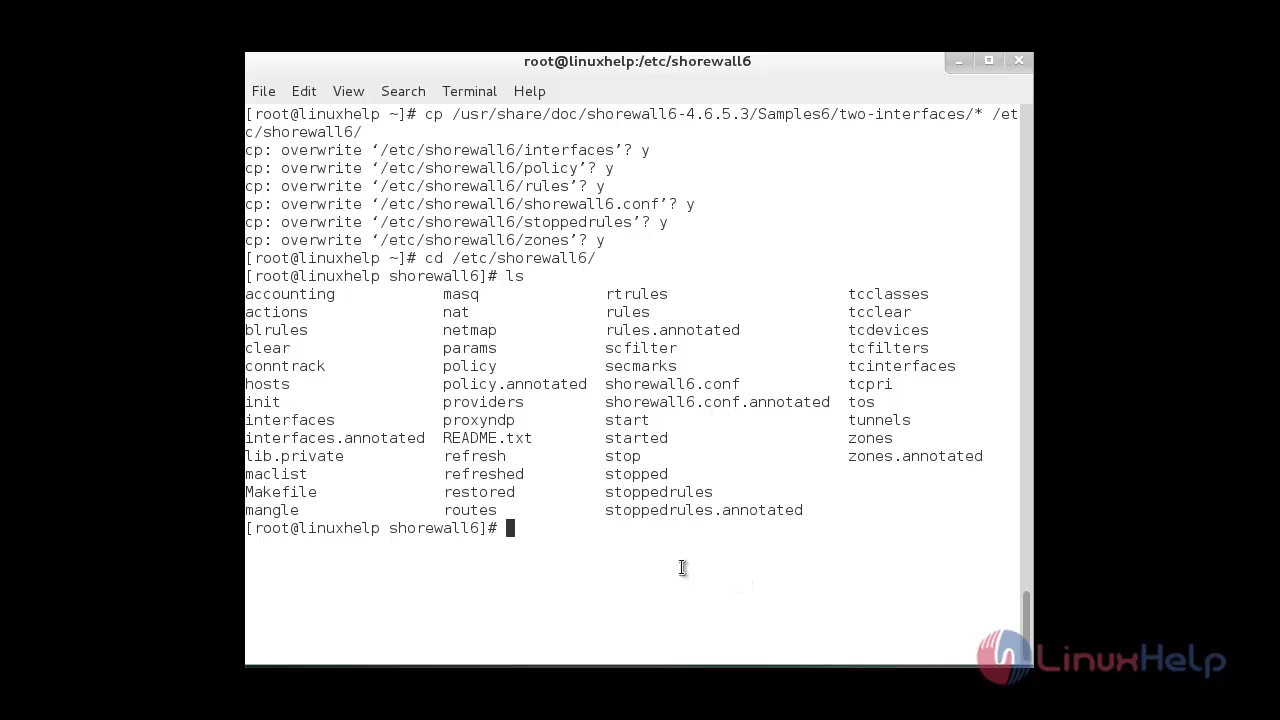 root@linuxhelp:/etc/shorewall6
File Edit View Search Terminal Help
[root@linuxhelp ~]# cp /usr/share/doc/shorewall6-4.6.5.3/Samples6/two-interfaces/* /et
c/shorewall6/
cp: overwrite ‘/etc/shorewall6/interfaces’? y
cp: overwrite ‘/etc/shorewall6/policy’? y
cp: overwrite ‘/etc/shorewall6/rules’? y
cp: overwrite ‘/etc/shorewall6/shorewall6.conf’? y
cp: overwrite ‘/etc/shorewall6/stoppedrules’? y
cp: overwrite ‘/etc/shorewall6/zones’? y
[root@linuxhelp ~]# cd /etc/shorewall6/
[root@linuxhelp shorewall6]# ls
accounting masq rtrules tcclasses
actions nat rules tcclear
blrules netmap rules.annotated tcdevices
clear params scfilter tcfilters
conntrack policy secmarks tcinterfaces
hosts policy.annotated shorewall6.conf tcpri
init providers shorewall6.conf.annotated tos
interfaces proxyndp start tunnels
interfaces.annotated README.txt started zones
lib.private refresh stop zones.annotated
maclist refreshed stopped
Makefile restored stoppedrules
mangle routes stoppedrules.annotated
[root@linuxhelp shorewall6]#
LinuxHelp